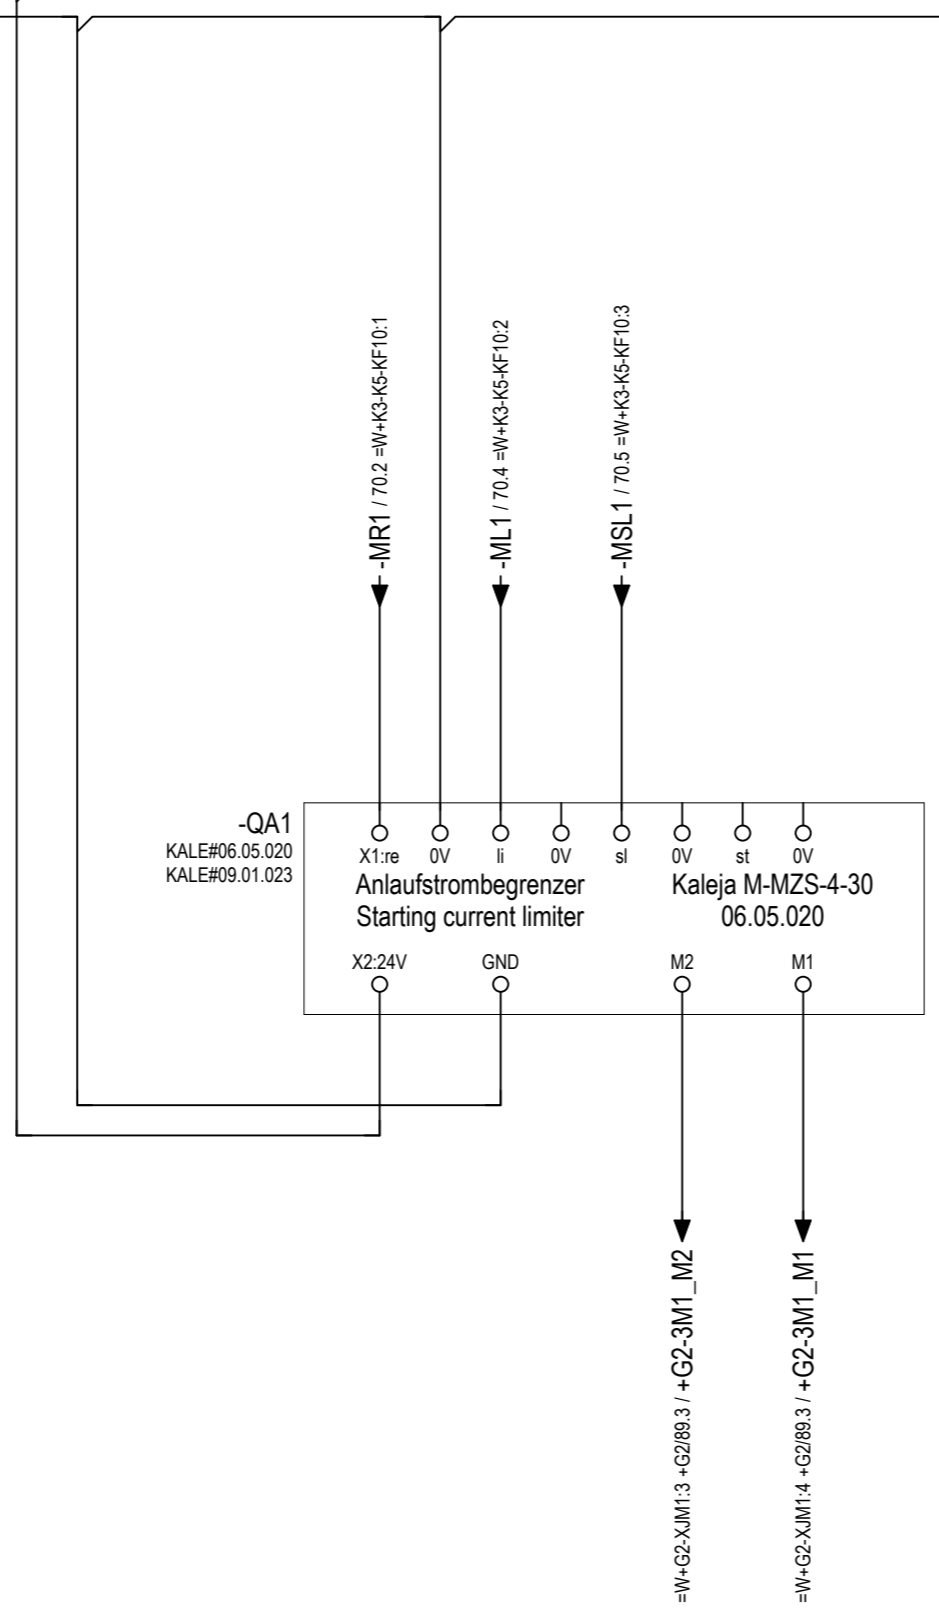 -MR1 / 70.2 =W+K3-K5-KF10:1
-ML1 / 70.4 =W+K3-K5-KF10:2
-MSL1 / 70.5 =W+K3-K5-KF10:3
-QA1
KALE#06.05.020
KALE#09.01.023
X1:re 0V li 0V sl 0V st 0V
Anlaufstrombegrenzer
Starting current limiter
Kaleja M-MZS-4-30
06.05.020
X2:24V GND M2 M1
=W+G2-XJM1:3 +G2/89.3 / +G2-3M1_M2
=W+G2-XJM1:4 +G2/89.3 / +G2-3M1_M1